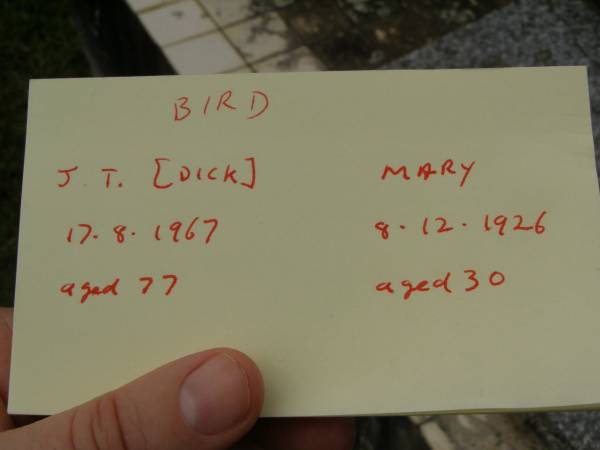 BIRD
J. T. [DICK] MARY
17. 8. 1967 8. 12. 1926
aged 77 aged 30